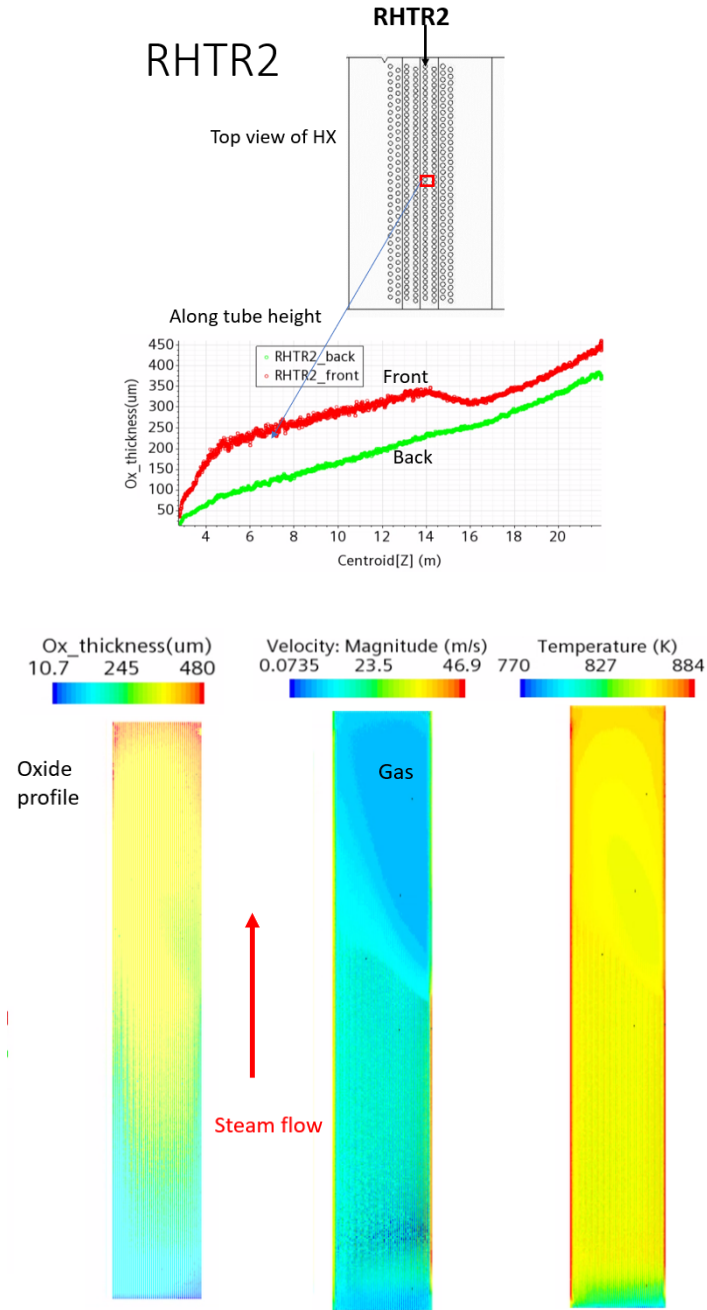 RHTR2
RHTR2
Top view of HX
Along tube height
450
400
350
300
250
200
150
100
50
Ox_thickness(um)
RHTR2_back
RHTR2_front
Front
Back
4 6 8 10 12 14 16 18 20
Centroid[Z] (m)
Ox_thickness(um)
10.7 245 480
Velocity: Magnitude (m/s)
0.0735 23.5 46.9
Temperature (K)
770 827 884
Oxide
profile
Gas
Steam flow